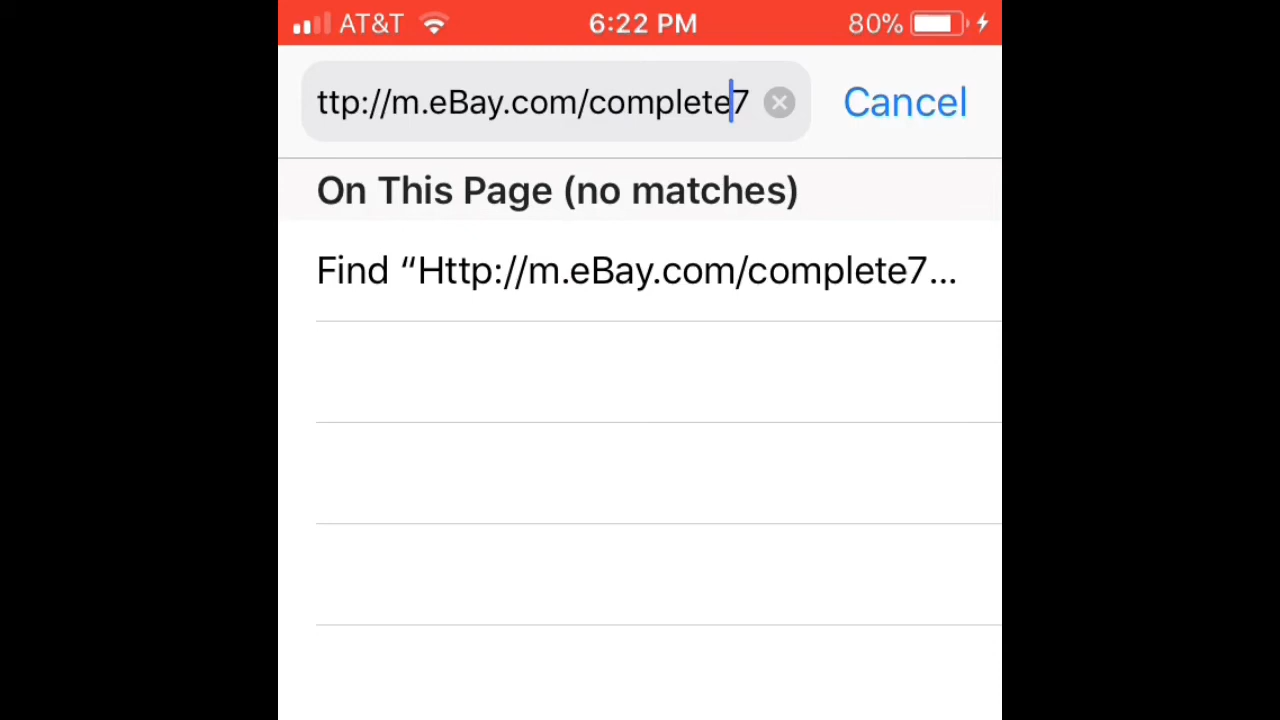 AT&T 6:22 PM 80%
ttp://m.eBay.com/complete7 Cancel
On This Page (no matches)
Find “Http://m.eBay.com/complete7...